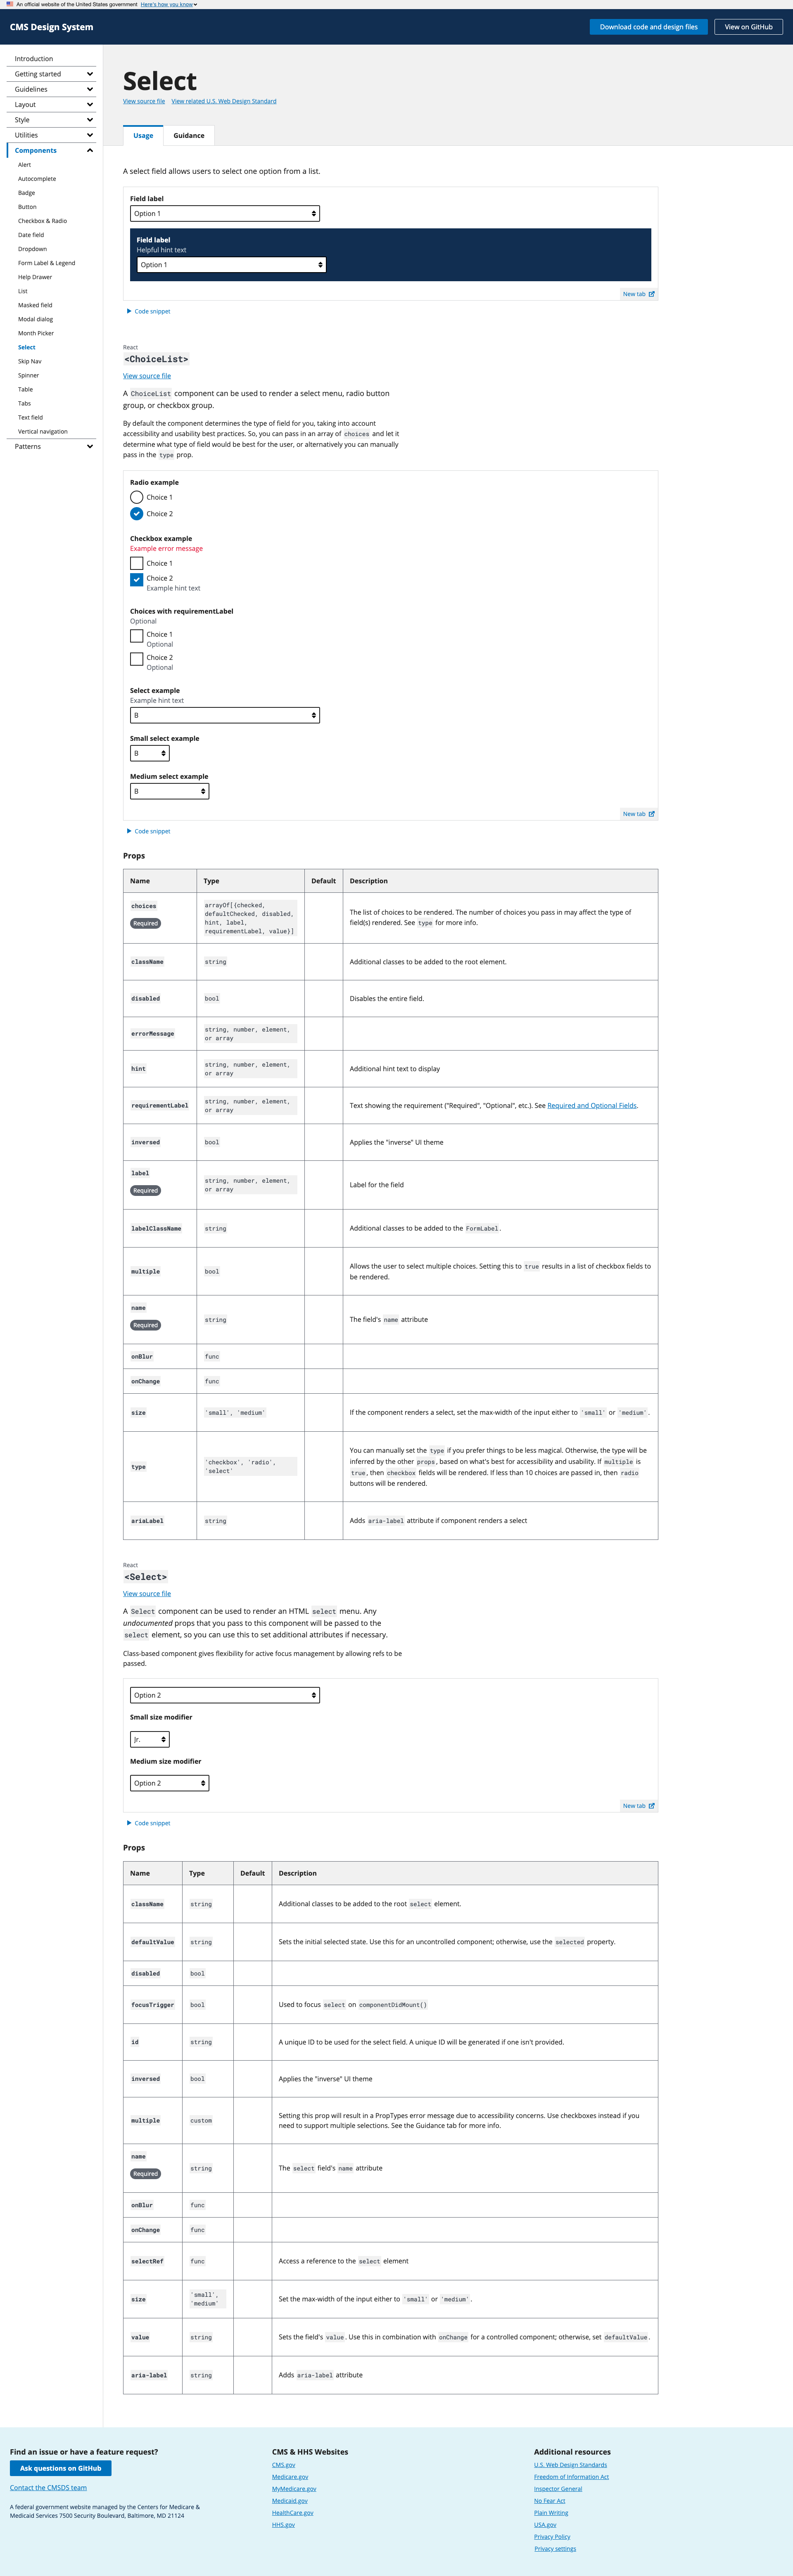 An official website of the United States government Here's how you know
CMS Design System
Download code and design files
View on GitHub
Introduction
Getting started
Guidelines
Layout
Style
Utilities
Components
Alert
Autocomplete
Badge
Button
Checkbox & Radio
Date field
Dropdown
Form Label & Legend
Help Drawer
List
Masked field
Modal dialog
Month Picker
Select
Skip Nav
Spinner
Table
Tabs
Text field
Vertical navigation
Patterns
Select
View source file View related U.S. Web Design Standard
Usage Guidance
A select field allows users to select one option from a list.
Field label
Option 1
Field label
Helpful hint text
Option 1
New tab
Code snippet
React
<ChoiceList>
View source file
A ChoiceList component can be used to render a select menu, radio button
group, or checkbox group.
By default the component determines the type of field for you, taking into account
accessibility and usability best practices. So, you can pass in an array of choices and let it
determine what type of field would be best for the user, or alternatively you can manually
pass in the type prop.
Radio example
Choice 1
Choice 2
Checkbox example
Example error message
Choice 1
Choice 2
Example hint text
Choices with requirementLabel
Optional
Choice 1
Optional
Choice 2
Optional
Select example
Example hint text
B
Small select example
B
Medium select example
B
New tab
Code snippet
Props
Name Type Default Description
choices
Required
arrayOf[{checked,
defaultChecked, disabled,
hint, label,
requirementLabel, value}]
The list of choices to be rendered. The number of choices you pass in may affect the type of
field(s) rendered. See type for more info.
className string Additional classes to be added to the root element.
disabled bool Disables the entire field.
errorMessage string, number, element,
or array
hint string, number, element,
or array
Additional hint text to display
requirementLabel string, number, element,
or array
Text showing the requirement ("Required", "Optional", etc.). See Required and Optional Fields.
inversed bool Applies the "inverse" UI theme
label
Required
string, number, element,
or array
Label for the field
labelClassName string Additional classes to be added to the FormLabel.
multiple bool
Allows the user to select multiple choices. Setting this to true results in a list of checkbox fields to
be rendered.
name
Required
string The field's name attribute
onBlur func
onChange func
size 'small', 'medium' If the component renders a select, set the max-width of the input either to 'small' or 'medium'.
type 'checkbox', 'radio',
'select'
You can manually set the type if you prefer things to be less magical. Otherwise, the type will be
inferred by the other props, based on what's best for accessibility and usability. If multiple is
true, then checkbox fields will be rendered. If less than 10 choices are passed in, then radio
buttons will be rendered.
ariaLabel string Adds aria-label attribute if component renders a select
React
<Select>
View source file
A Select component can be used to render an HTML select menu. Any
undocumented props that you pass to this component will be passed to the
select element, so you can use this to set additional attributes if necessary.
Class-based component gives flexibility for active focus management by allowing refs to be
passed.
Option 2
Small size modifier
Jr.
Medium size modifier
Option 2
New tab
Code snippet
Props
Name Type Default Description
className string Additional classes to be added to the root select element.
defaultValue string Sets the initial selected state. Use this for an uncontrolled component; otherwise, use the selected property.
disabled bool
focusTrigger bool Used to focus select on componentDidMount()
id string A unique ID to be used for the select field. A unique ID will be generated if one isn't provided.
inversed bool Applies the "inverse" UI theme
multiple custom
Setting this prop will result in a PropTypes error message due to accessibility concerns. Use checkboxes instead if you
need to support multiple selections. See the Guidance tab for more info.
name
Required
string The select field's name attribute
onBlur func
onChange func
selectRef func Access a reference to the select element
size 'small',
'medium'
Set the max-width of the input either to 'small' or 'medium'.
value string Sets the field's value. Use this in combination with onChange for a controlled component; otherwise, set defaultValue.
aria-label string Adds aria-label attribute
Find an issue or have a feature request?
Ask questions on GitHub
Contact the CMSDS team
A federal government website managed by the Centers for Medicare &
Medicaid Services 7500 Security Boulevard, Baltimore, MD 21124
CMS & HHS Websites
CMS.gov
Medicare.gov
MyMedicare.gov
Medicaid.gov
HealthCare.gov
HHS.gov
Additional resources
U.S. Web Design Standards
Freedom of Information Act
Inspector General
No Fear Act
Plain Writing
USA.gov
Privacy Policy
Privacy settings